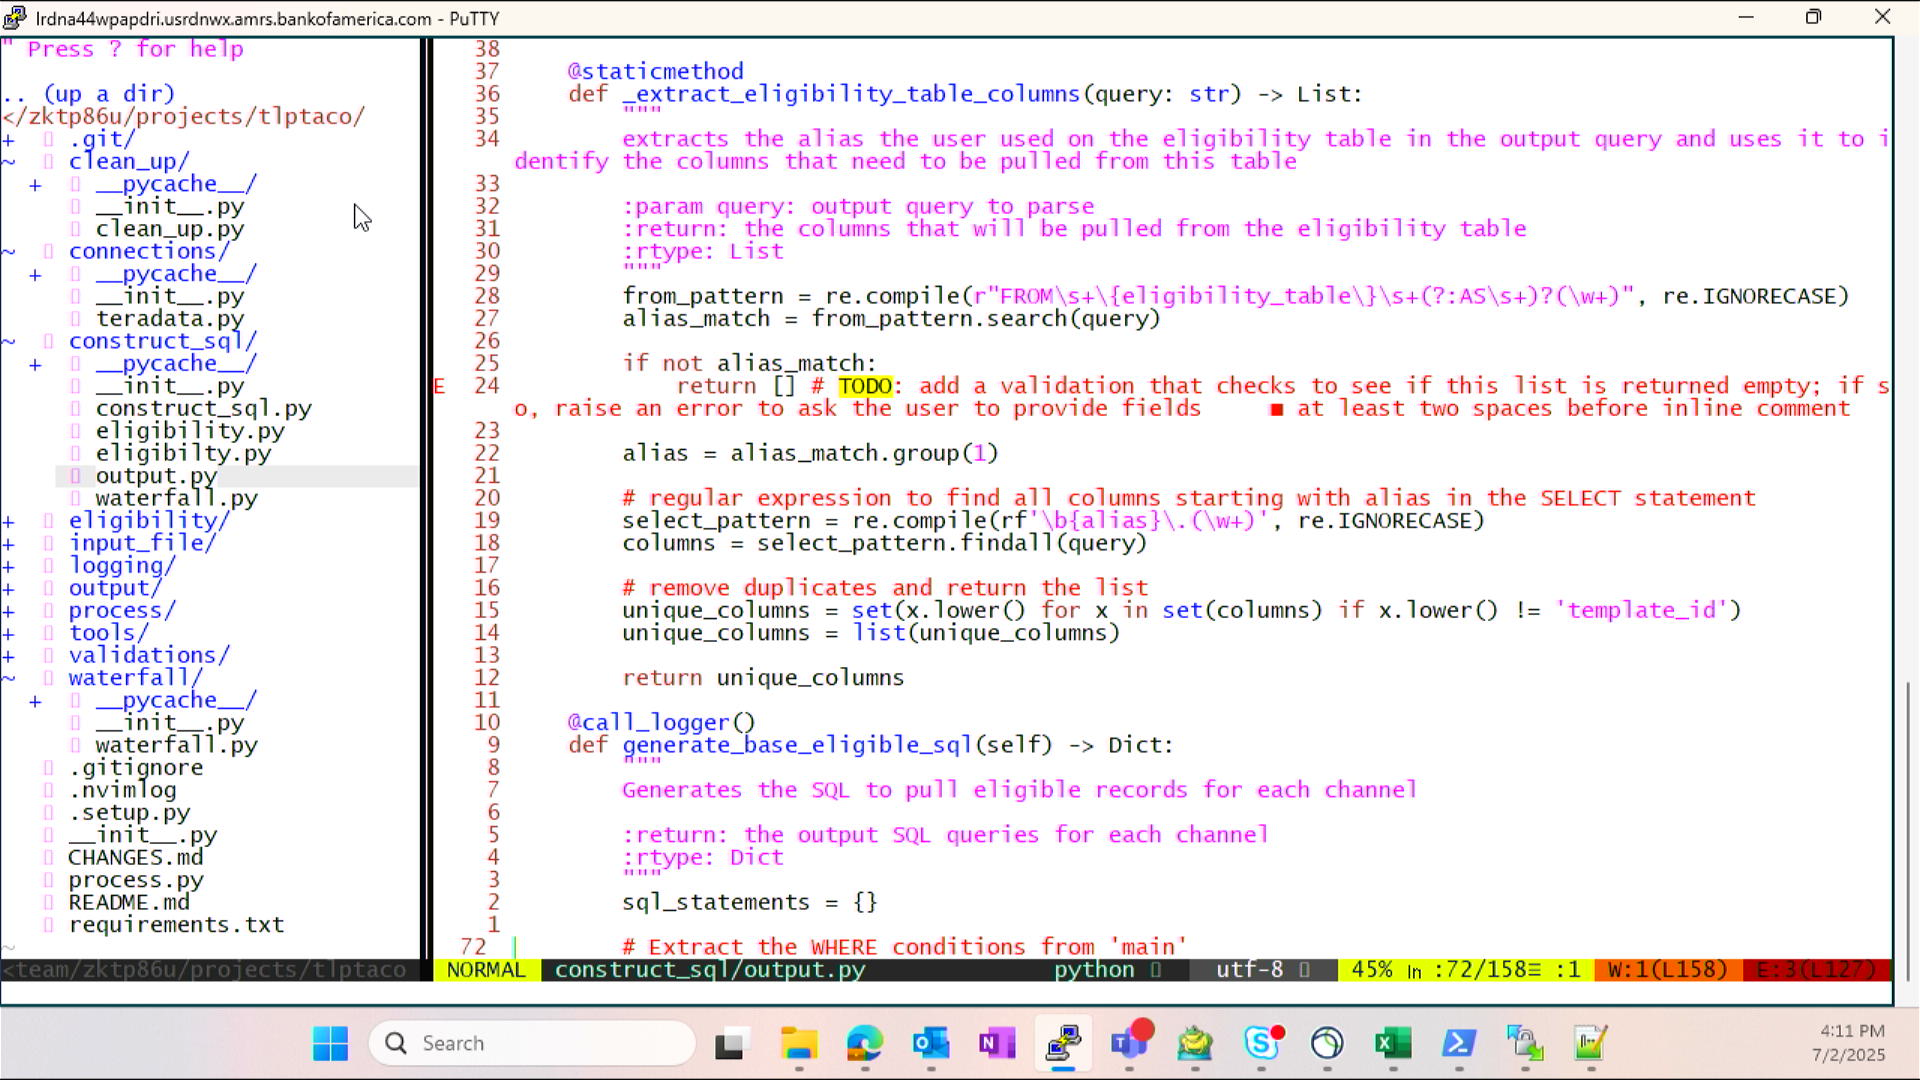 lrdna44wpapdri.usrdnwx.amrs.bankofamerica.com - PuTTY
" Press ? for help
.. (up a dir)
</zktp86u/projects/tlptaco/
+ .git/
~ clean_up/
+ __pycache__/
__init__.py
clean_up.py
~ connections/
+ __pycache__/
__init__.py
teradata.py
~ construct_sql/
+ __pycache__/
__init__.py
construct_sql.py
eligibility.py
eligibilty.py
output.py
waterfall.py
+ eligibility/
+ input_file/
+ logging/
+ output/
+ process/
+ tools/
+ validations/
~ waterfall/
+ __pycache__/
__init__.py
waterfall.py
.gitignore
.nvimlog
.setup.py
__init__.py
CHANGES.md
process.py
README.md
requirements.txt
~
<team/zktp86u/projects/tlptaco
38
37 @staticmethod
36 def _extract_eligibility_table_columns(query: str) -> List:
35 """
34 extracts the alias the user used on the eligibility table in the output query and uses it to i
dentify the columns that need to be pulled from this table
33
32 :param query: output query to parse
31 :return: the columns that will be pulled from the eligibility table
30 :rtype: List
29 """
28 from_pattern = re.compile(r"FROM\s+\{eligibility_table\}\s+(?:AS\s+)?(\w+)", re.IGNORECASE)
27 alias_match = from_pattern.search(query)
26
25 if not alias_match:
E 24 return [] # TODO: add a validation that checks to see if this list is returned empty; if s
o, raise an error to ask the user to provide fields ■ at least two spaces before inline comment
23
22 alias = alias_match.group(1)
21
20 # regular expression to find all columns starting with alias in the SELECT statement
19 select_pattern = re.compile(rf'\b{alias}\.(\w+)', re.IGNORECASE)
18 columns = select_pattern.findall(query)
17
16 # remove duplicates and return the list
15 unique_columns = set(x.lower() for x in set(columns) if x.lower() != 'template_id')
14 unique_columns = list(unique_columns)
13
12 return unique_columns
11
10 @call_logger()
9 def generate_base_eligible_sql(self) -> Dict:
8 """
7 Generates the SQL to pull eligible records for each channel
6
5 :return: the output SQL queries for each channel
4 :rtype: Dict
3 """
2 sql_statements = {}
1
72 # Extract the WHERE conditions from 'main'
NORMAL construct_sql/output.py python utf-8 45% ln :72/158≡ :1 W:1(L158) E:3(L127)
Search
4:11 PM
7/2/2025